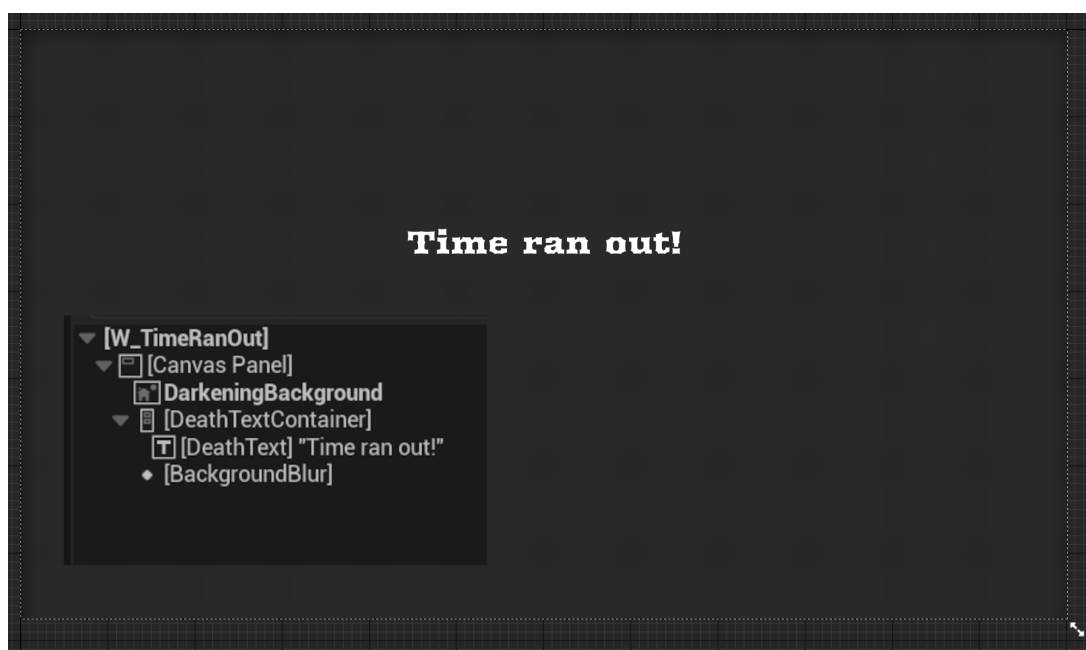 Time ran out!
[W_TimeRanOut]
[Canvas Panel]
DarkeningBackground
[DeathTextContainer]
[DeathText] "Time ran out!"
[BackgroundBlur]